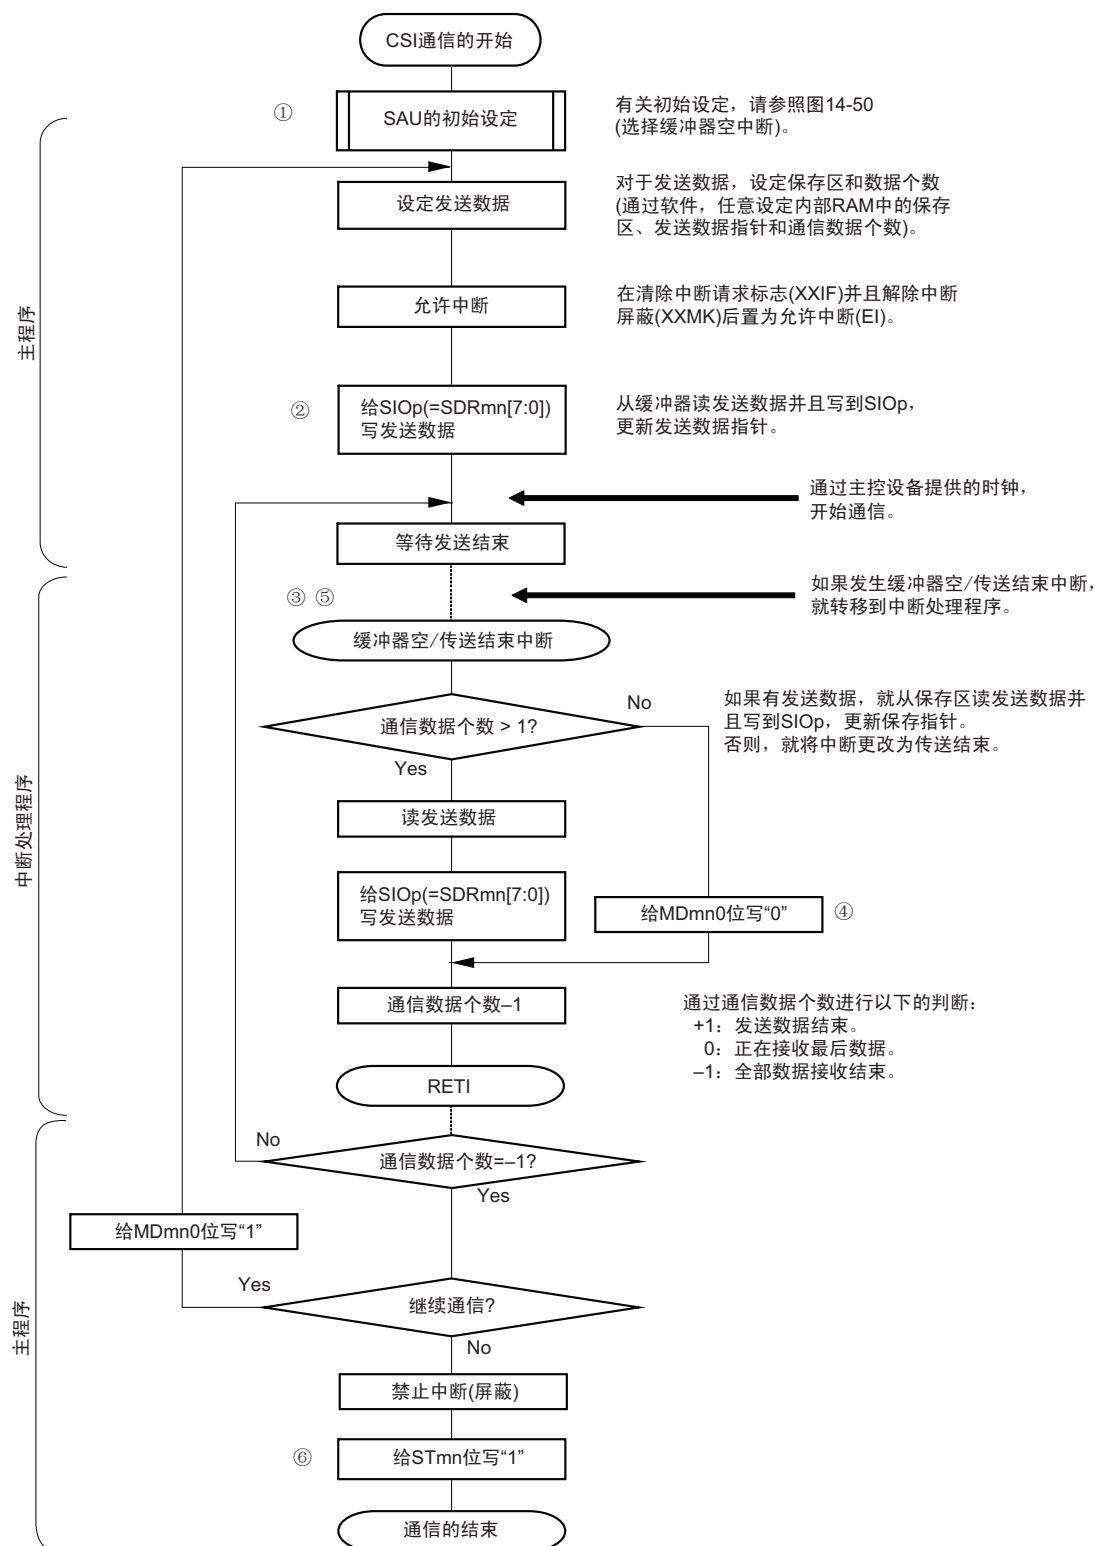 CSI通信的开始
①
SAU的初始设定
有关初始设定，请参照图14-50
(选择缓冲器空中断)。
设定发送数据
对于发送数据，设定保存区和数据个数
(通过软件，任意设定内部RAM中的保存
区、发送数据指针和通信数据个数)。
主程序
允许中断
在清除中断请求标志(XXIF)并且解除中断
屏蔽(XXMK)后置为允许中断(EI)。
②
给SIOp(=SDRmn[7:0])
写发送数据
从缓冲器读发送数据并且写到SIOp，
更新发送数据指针。
通过主控设备提供的时钟，
开始通信。
等待发送结束
③ ⑤
如果发生缓冲器空/传送结束中断，
就转移到中断处理程序。
缓冲器空/传送结束中断
通信数据个数 > 1?
No
Yes
如果有发送数据，就从保存区读发送数据并
且写到SIOp，更新保存指针。
否则，就将中断更改为传送结束。
中断处理程序
读发送数据
给SIOp(=SDRmn[7:0])
写发送数据
给MDmn0位写“0”
④
通信数据个数–1
通过通信数据个数进行以下的判断：
+1：发送数据结束。
0：正在接收最后数据。
–1：全部数据接收结束。
RETI
No
通信数据个数=–1?
Yes
给MDmn0位写“1”
Yes
继续通信?
No
主程序
禁止中断(屏蔽)
⑥
给STmn位写“1”
通信的结束